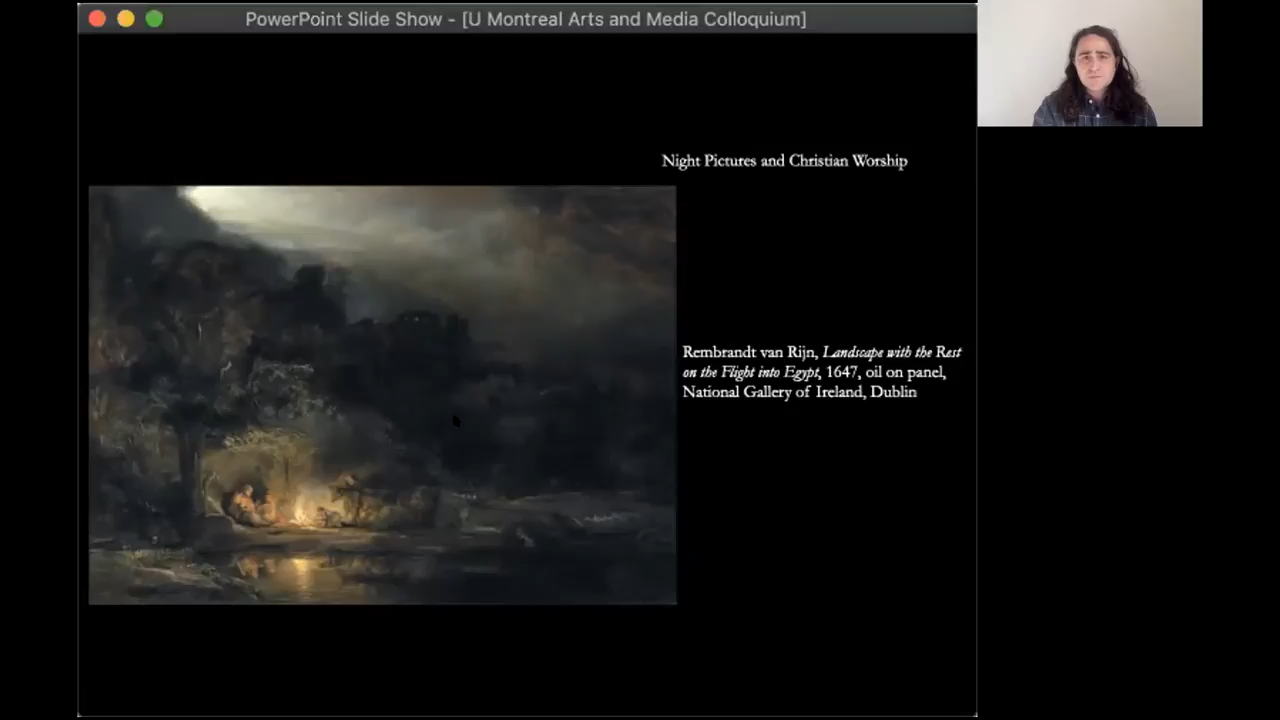 PowerPoint Slide Show - [U Montreal Arts and Media Colloquium]
Night Pictures and Christian Worship
Rembrandt van Rijn, Landscape with the Rest
on the Flight into Egypt, 1647, oil on panel,
National Gallery of Ireland, Dublin